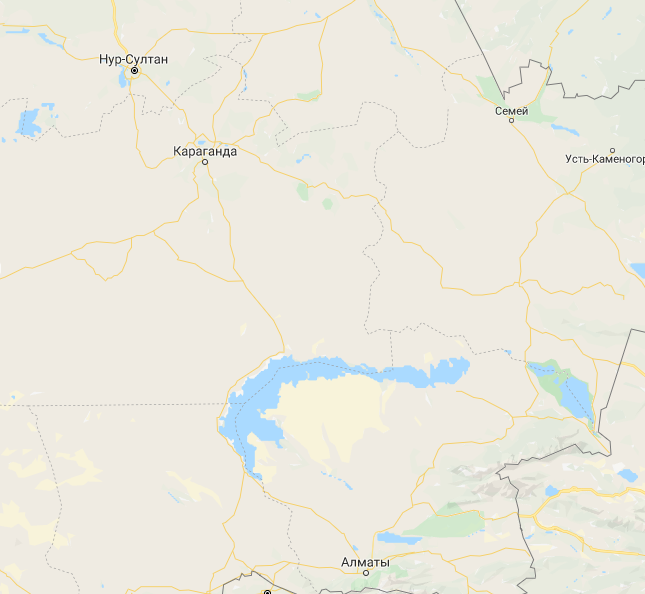 Нур-Султан
Семей
Караганда
Усть-Каменогор
Алматы